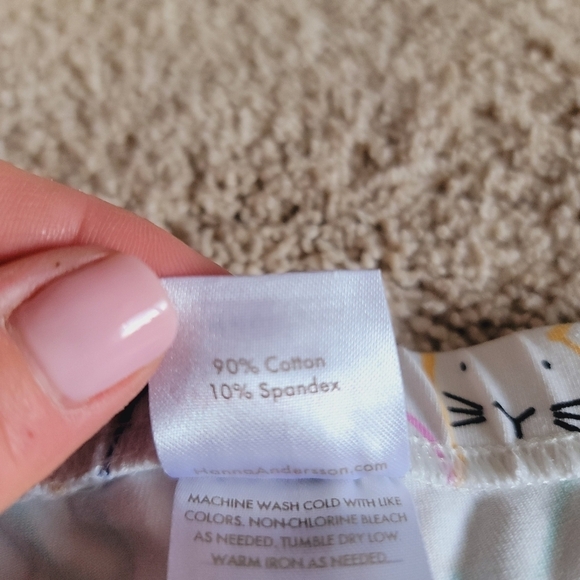 90% Cotton
10% Spandex
HannaAndersson.com
MACHINE WASH COLD WITH LIKE
COLORS. NON-CHLORINE BLEACH
AS NEEDED. TUMBLE DRY LOW.
WARM IRON AS NEEDED.